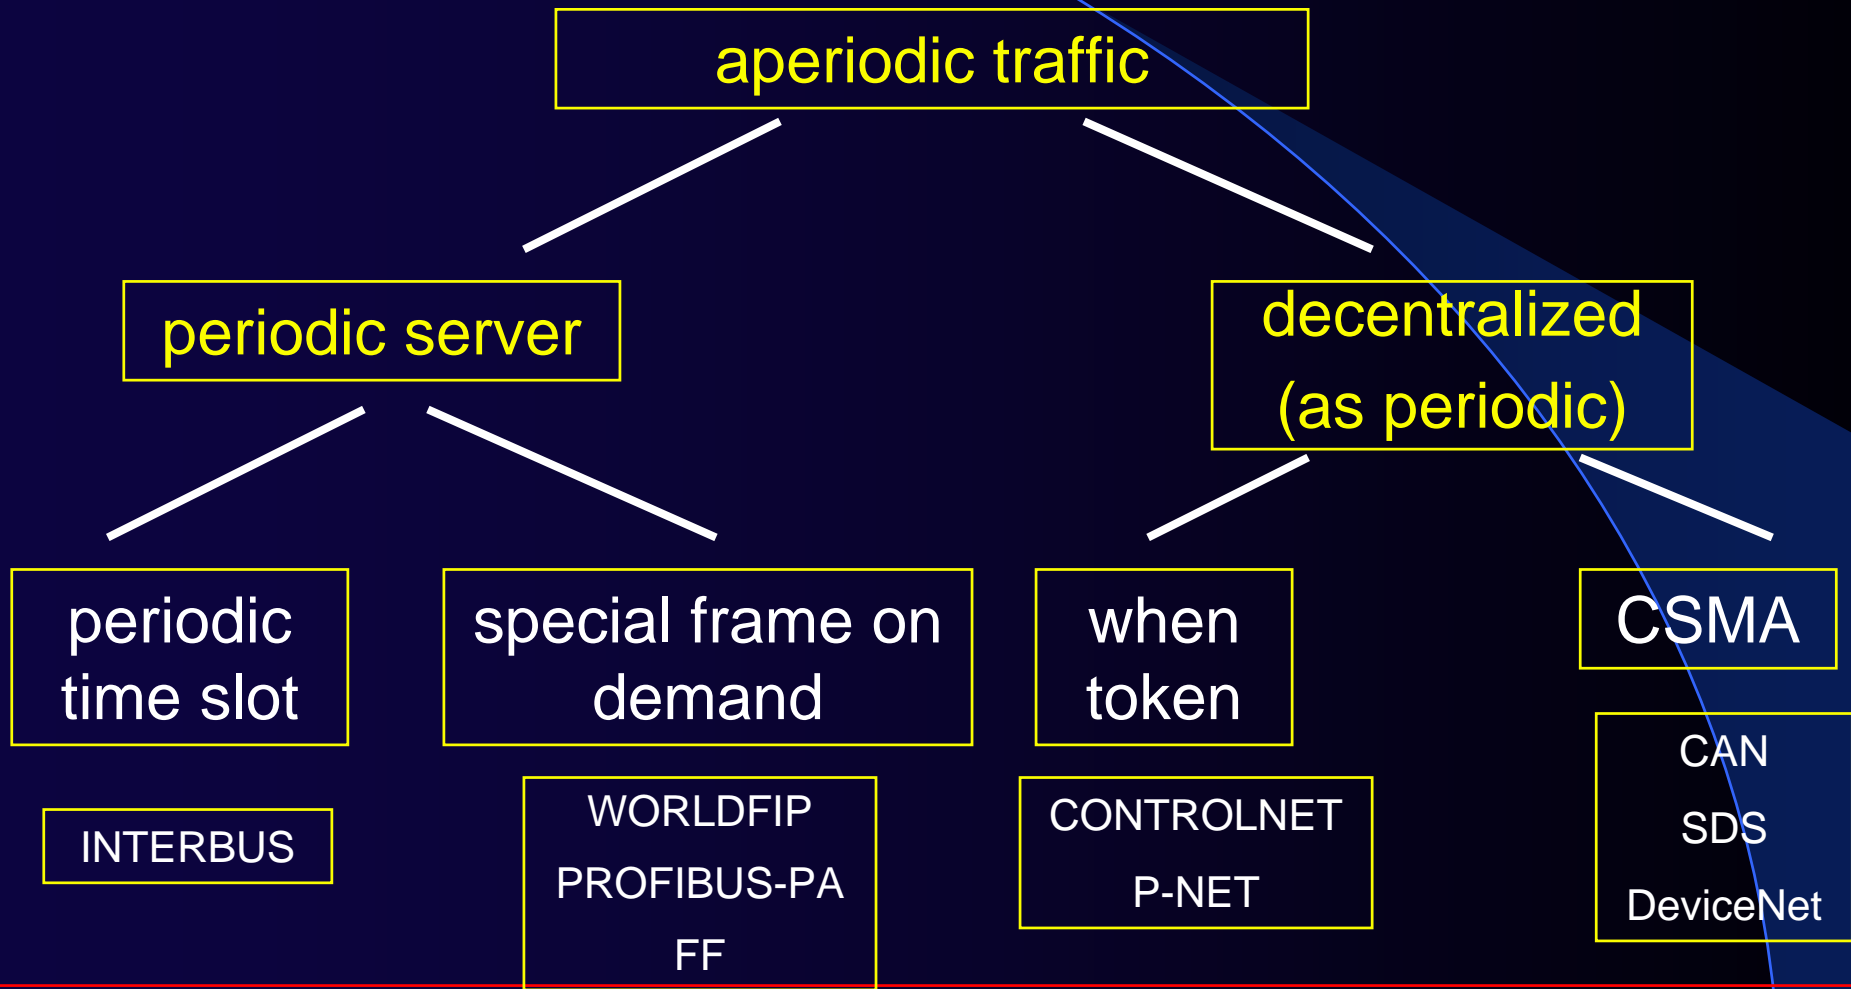 aperiodic traffic
periodic server
decentralized
(as periodic)
periodic
time slot
special frame on
demand
when
token
CSMA
INTERBUS
WORLDFIP
PROFIBUS-PA
FF
CONTROLNET
P-NET
CAN
SDS
DeviceNet